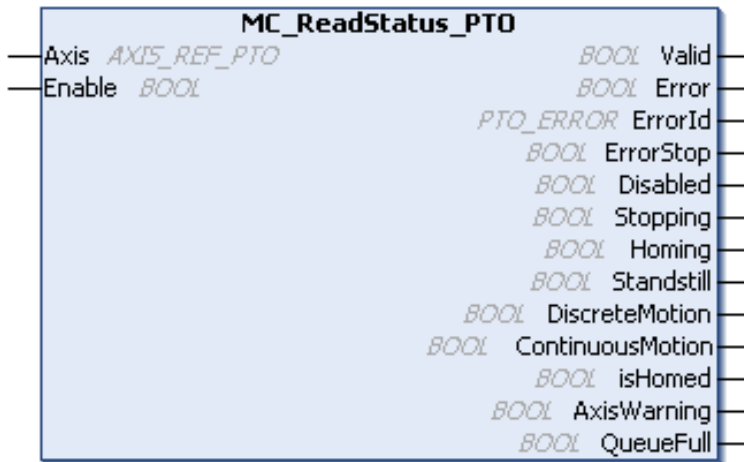 MC_ReadStatus_PTO
Axis AXIS_REF_PTO BOOL Valid
Enable BOOL BOOL Error
PTO_ERROR ErrorId
BOOL ErrorStop
BOOL Disabled
BOOL Stopping
BOOL Homing
BOOL Standstill
BOOL DiscreteMotion
BOOL ContinuousMotion
BOOL isHomed
BOOL AxisWarning
BOOL QueueFull